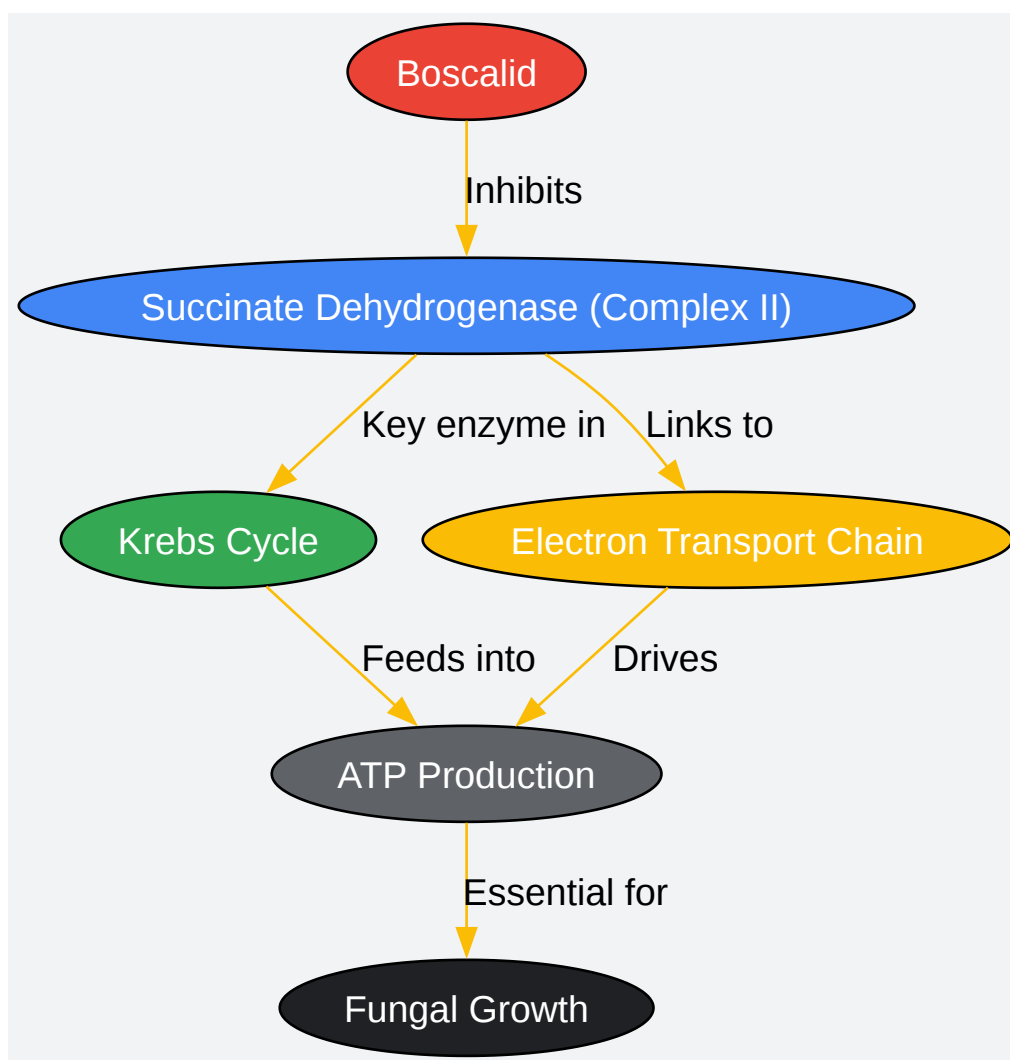 Boscalid
Inhibits
Succinate Dehydrogenase (Complex II)
Key enzyme in
Links to
Krebs Cycle
Electron Transport Chain
Feeds into
Drives
ATP Production
Essential for
Fungal Growth